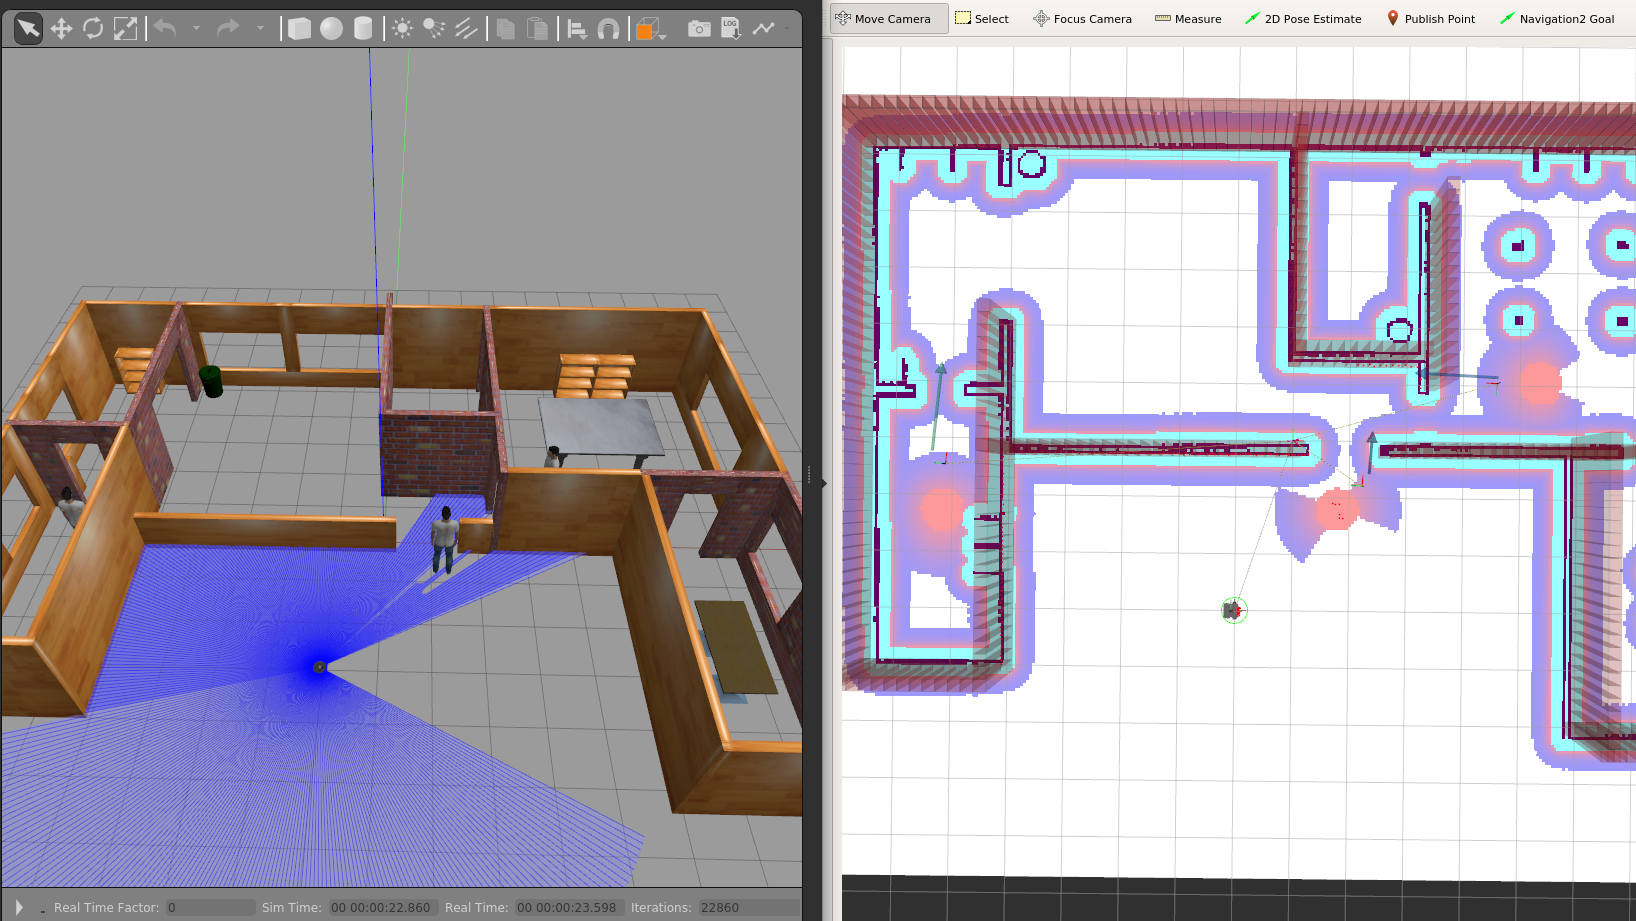 LOG
Move Camera Select Focus Camera Measure 2D Pose Estimate Publish Point Navigation2 Goal
Real Time Factor: 0 Sim Time: 00 00:00:22.860 Real Time: 00 00:00:23.598 Iterations: 22860